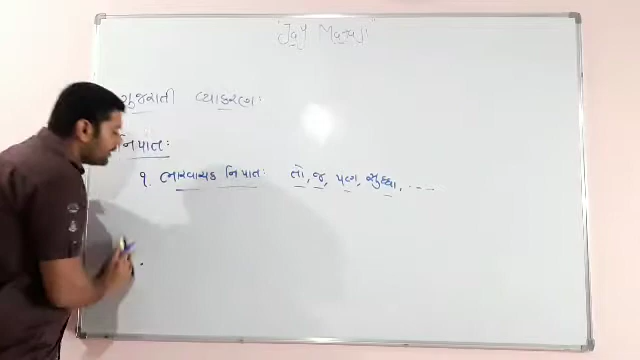 "Jay Mataji"
ગુજરાતી વ્યાકરણ:
નિપાત:
૧. ભારવાચક નિપાત: તો, જ, પણ, સુધ્ધા, ----